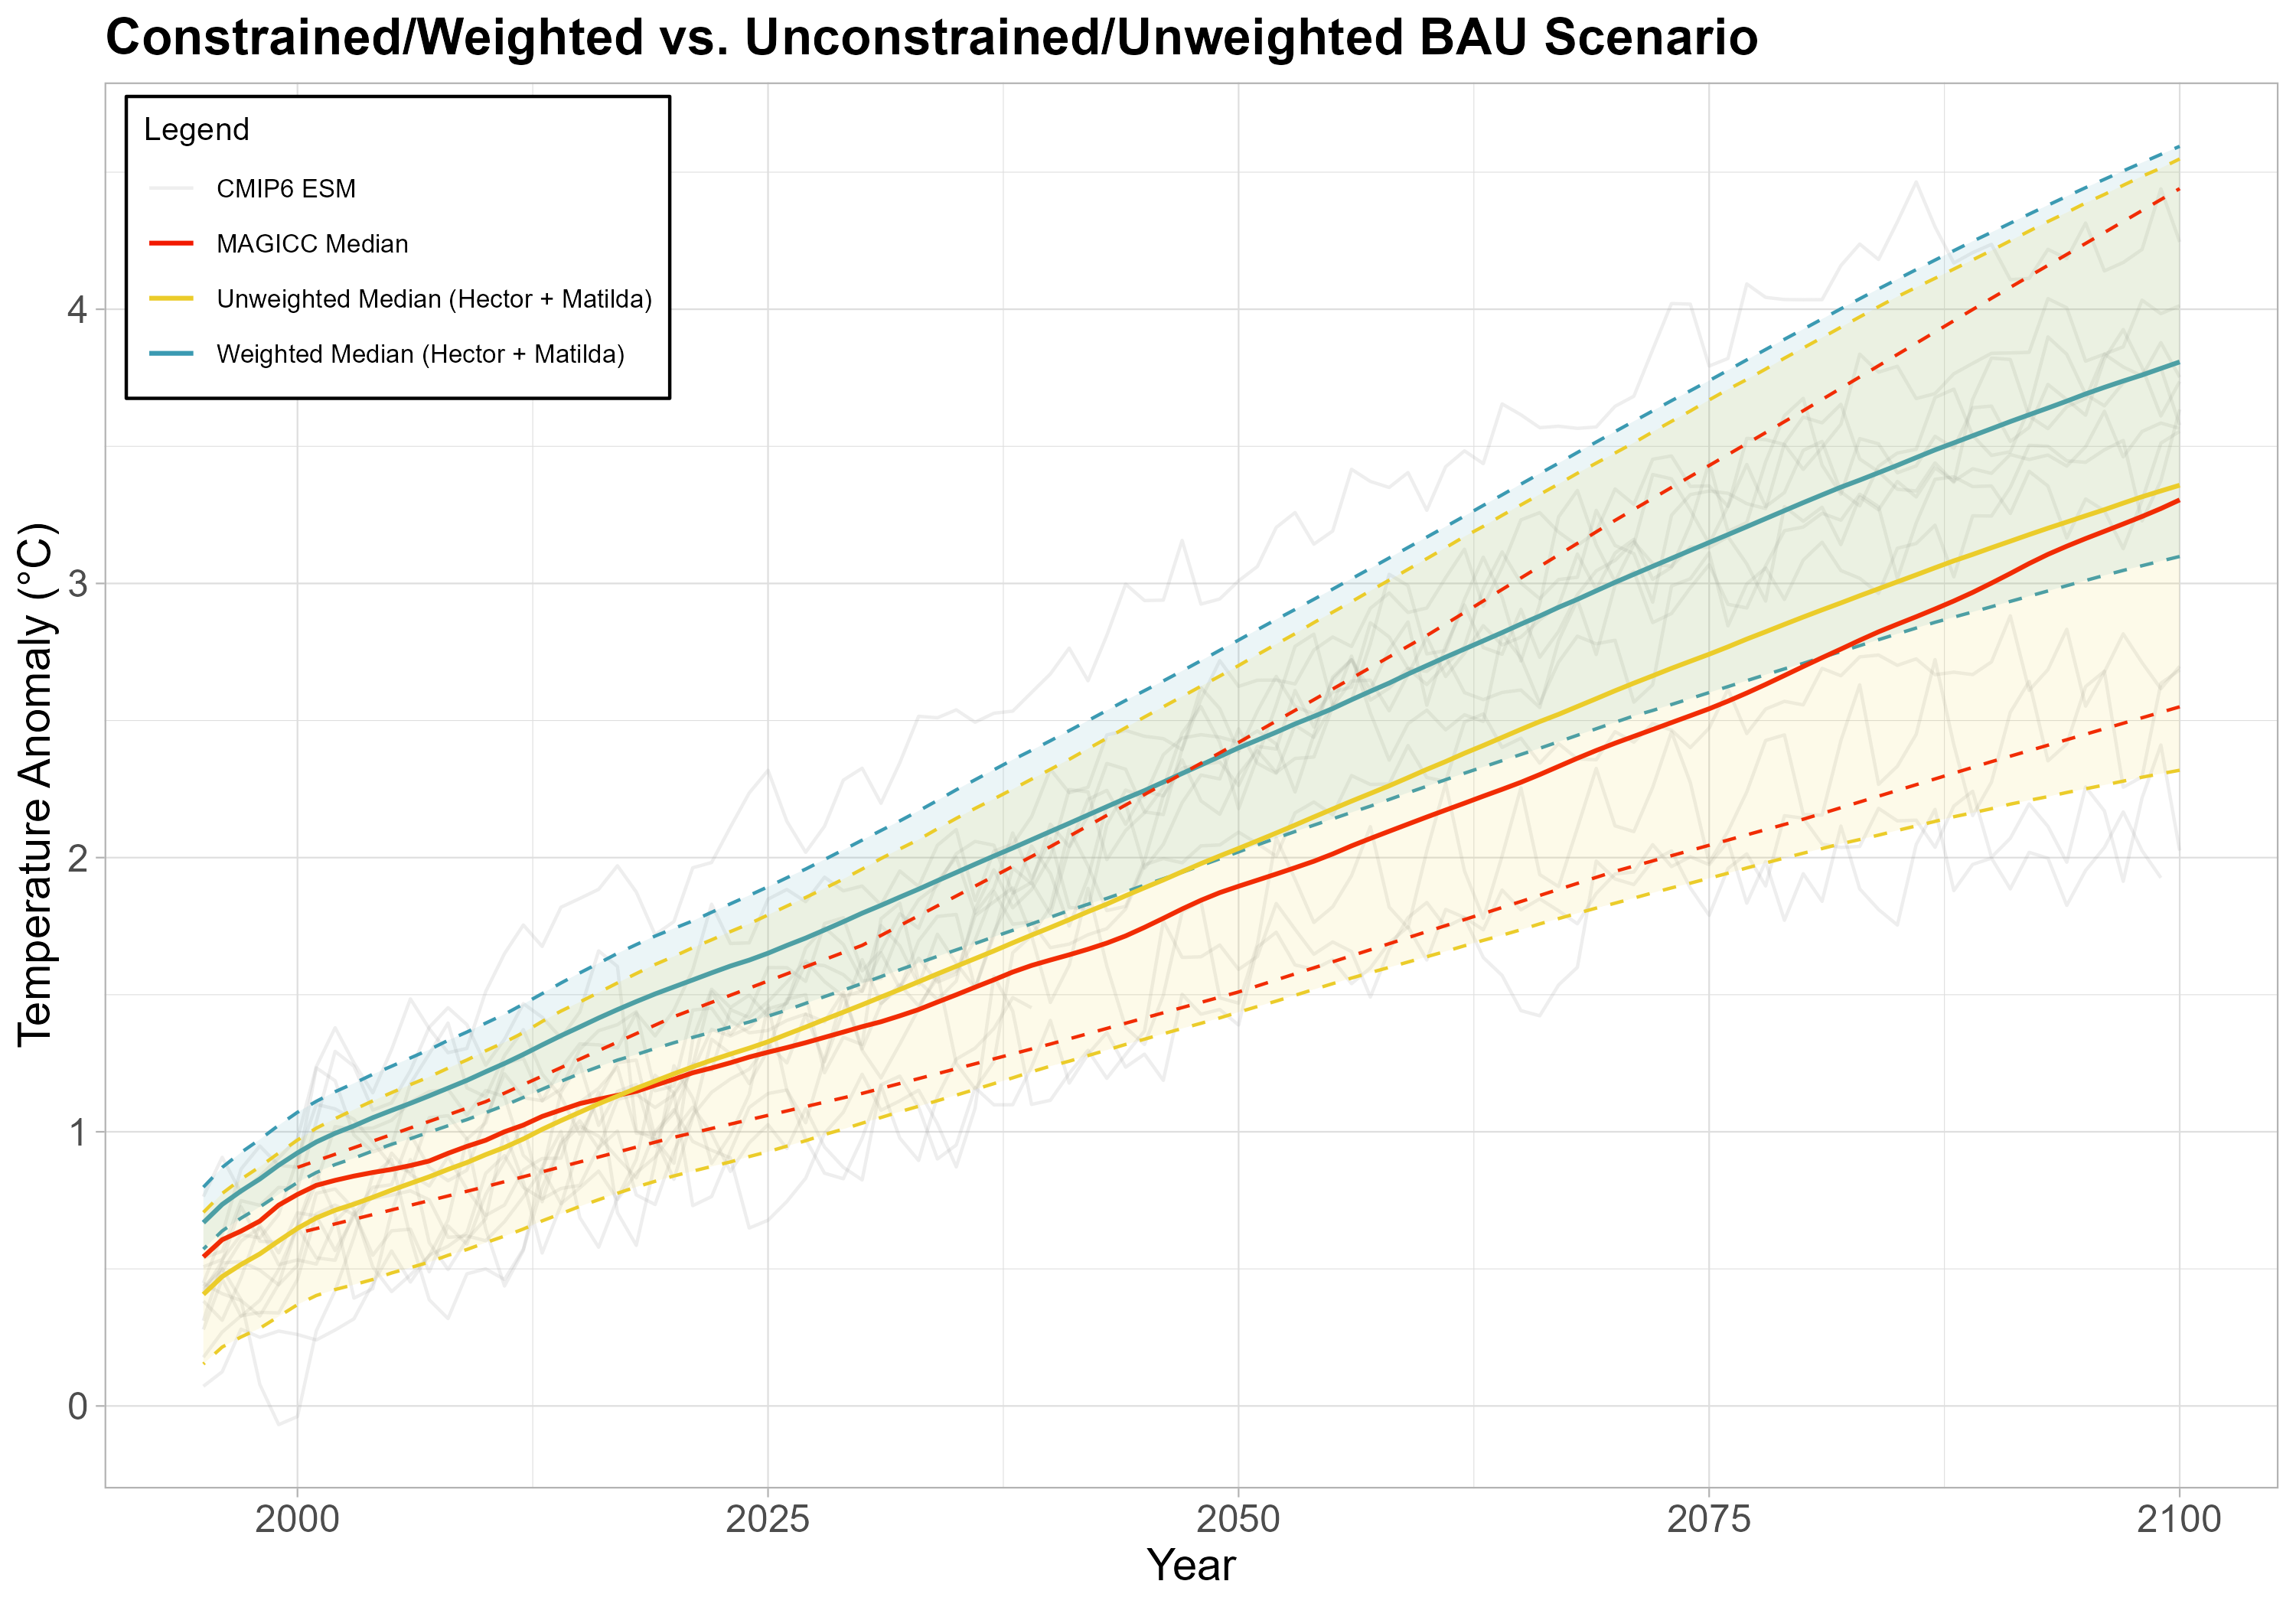 Constrained/Weighted vs. Unconstrained/Unweighted BAU Scenario
Legend
CMIP6 ESM
MAGICC Median
Unweighted Median (Hector + Matilda)
Weighted Median (Hector + Matilda)
Temperature Anomaly (°C)
4
3
2
1
0
2000
2025
2050
2075
2100
Year